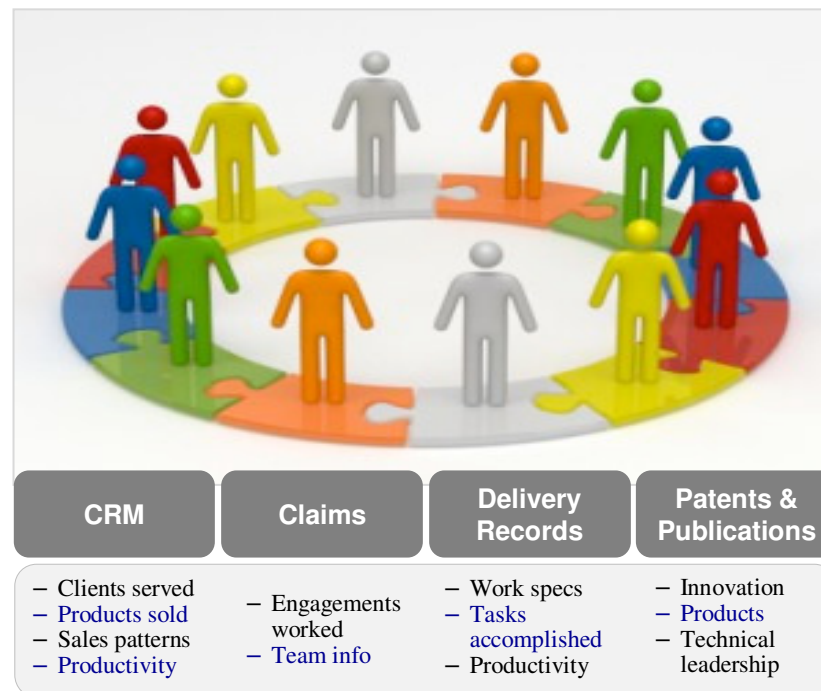 CRM
Claims
Delivery
Records
Patents &
Publications
– Clients served
– Products sold
– Sales patterns
– Productivity
– Engagements
worked
– Team info
– Work specs
– Tasks
accomplished
– Productivity
– Innovation
– Products
– Technical
leadership